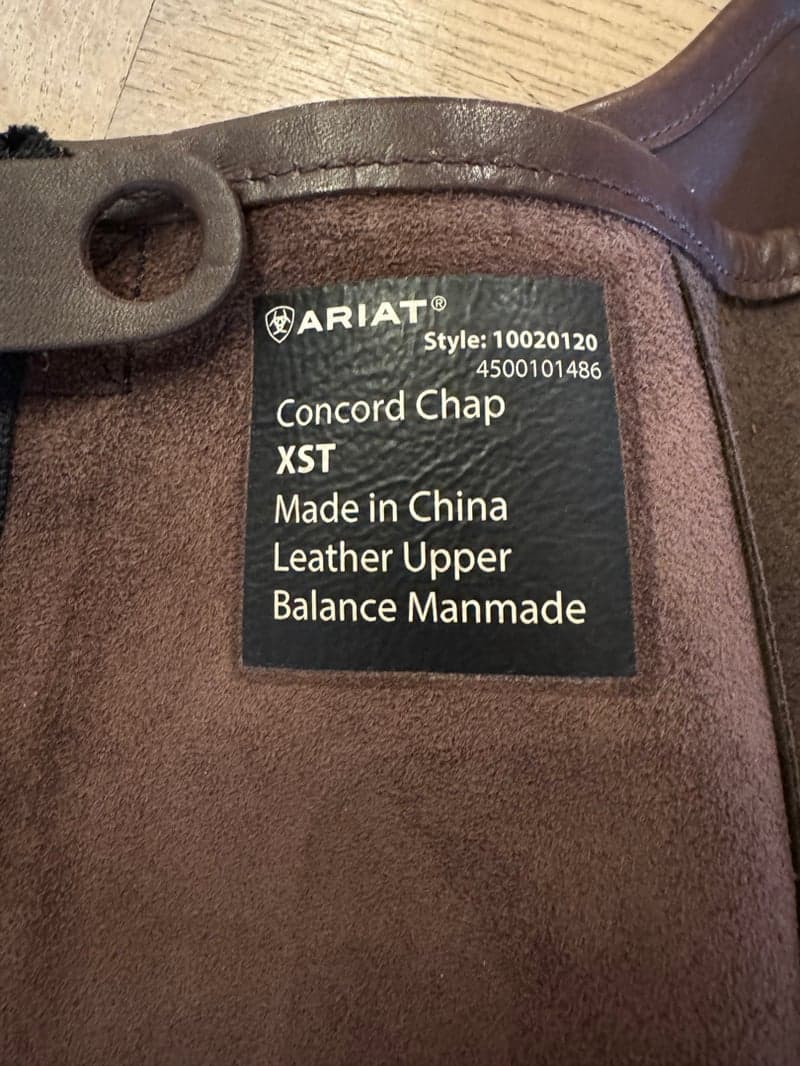 ARIAT®
Style: 10020120
4500101486
Concord Chap
XST
Made in China
Leather Upper
Balance Manmade